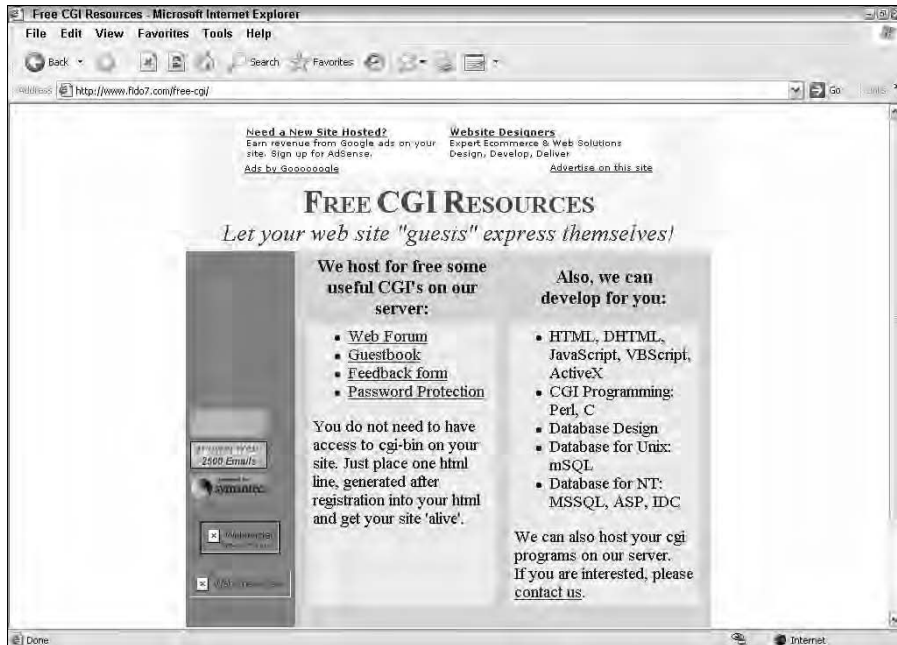 Free CGI Resources - Microsoft Internet Explorer
File Edit View Favorites Tools Help
Back Search Favorites
Address http://www.fido7.com/free-cgi/ Go Links
Need a New Site Hosted?
Earn revenue from Google ads on your
site. Sign up for AdSense.
Website Designers
Expert Ecommerce & Web Solutions
Design, Develop, Deliver
Ads by Goooooogle
Advertise on this site
FREE CGI RESOURCES
Let your web site "guests" express themselves!
We host for free some
useful CGI's on our
server:
• Web Forum
• Guestbook
• Feedback form
• Password Protection
You do not need to have
access to cgi-bin on your
site. Just place one html
line, generated after
registration into your html
and get your site 'alive'.
Also, we can
develop for you:
• HTML, DHTML,
JavaScript, VBScript,
ActiveX
• CGI Programming:
Perl, C
• Database Design
• Database for Unix:
mSQL
• Database for NT:
MSSQL, ASP, IDC
We can also host your cgi
programs on our server.
If you are interested, please
contact us.
2500 Emails
symantec
Done
Internet